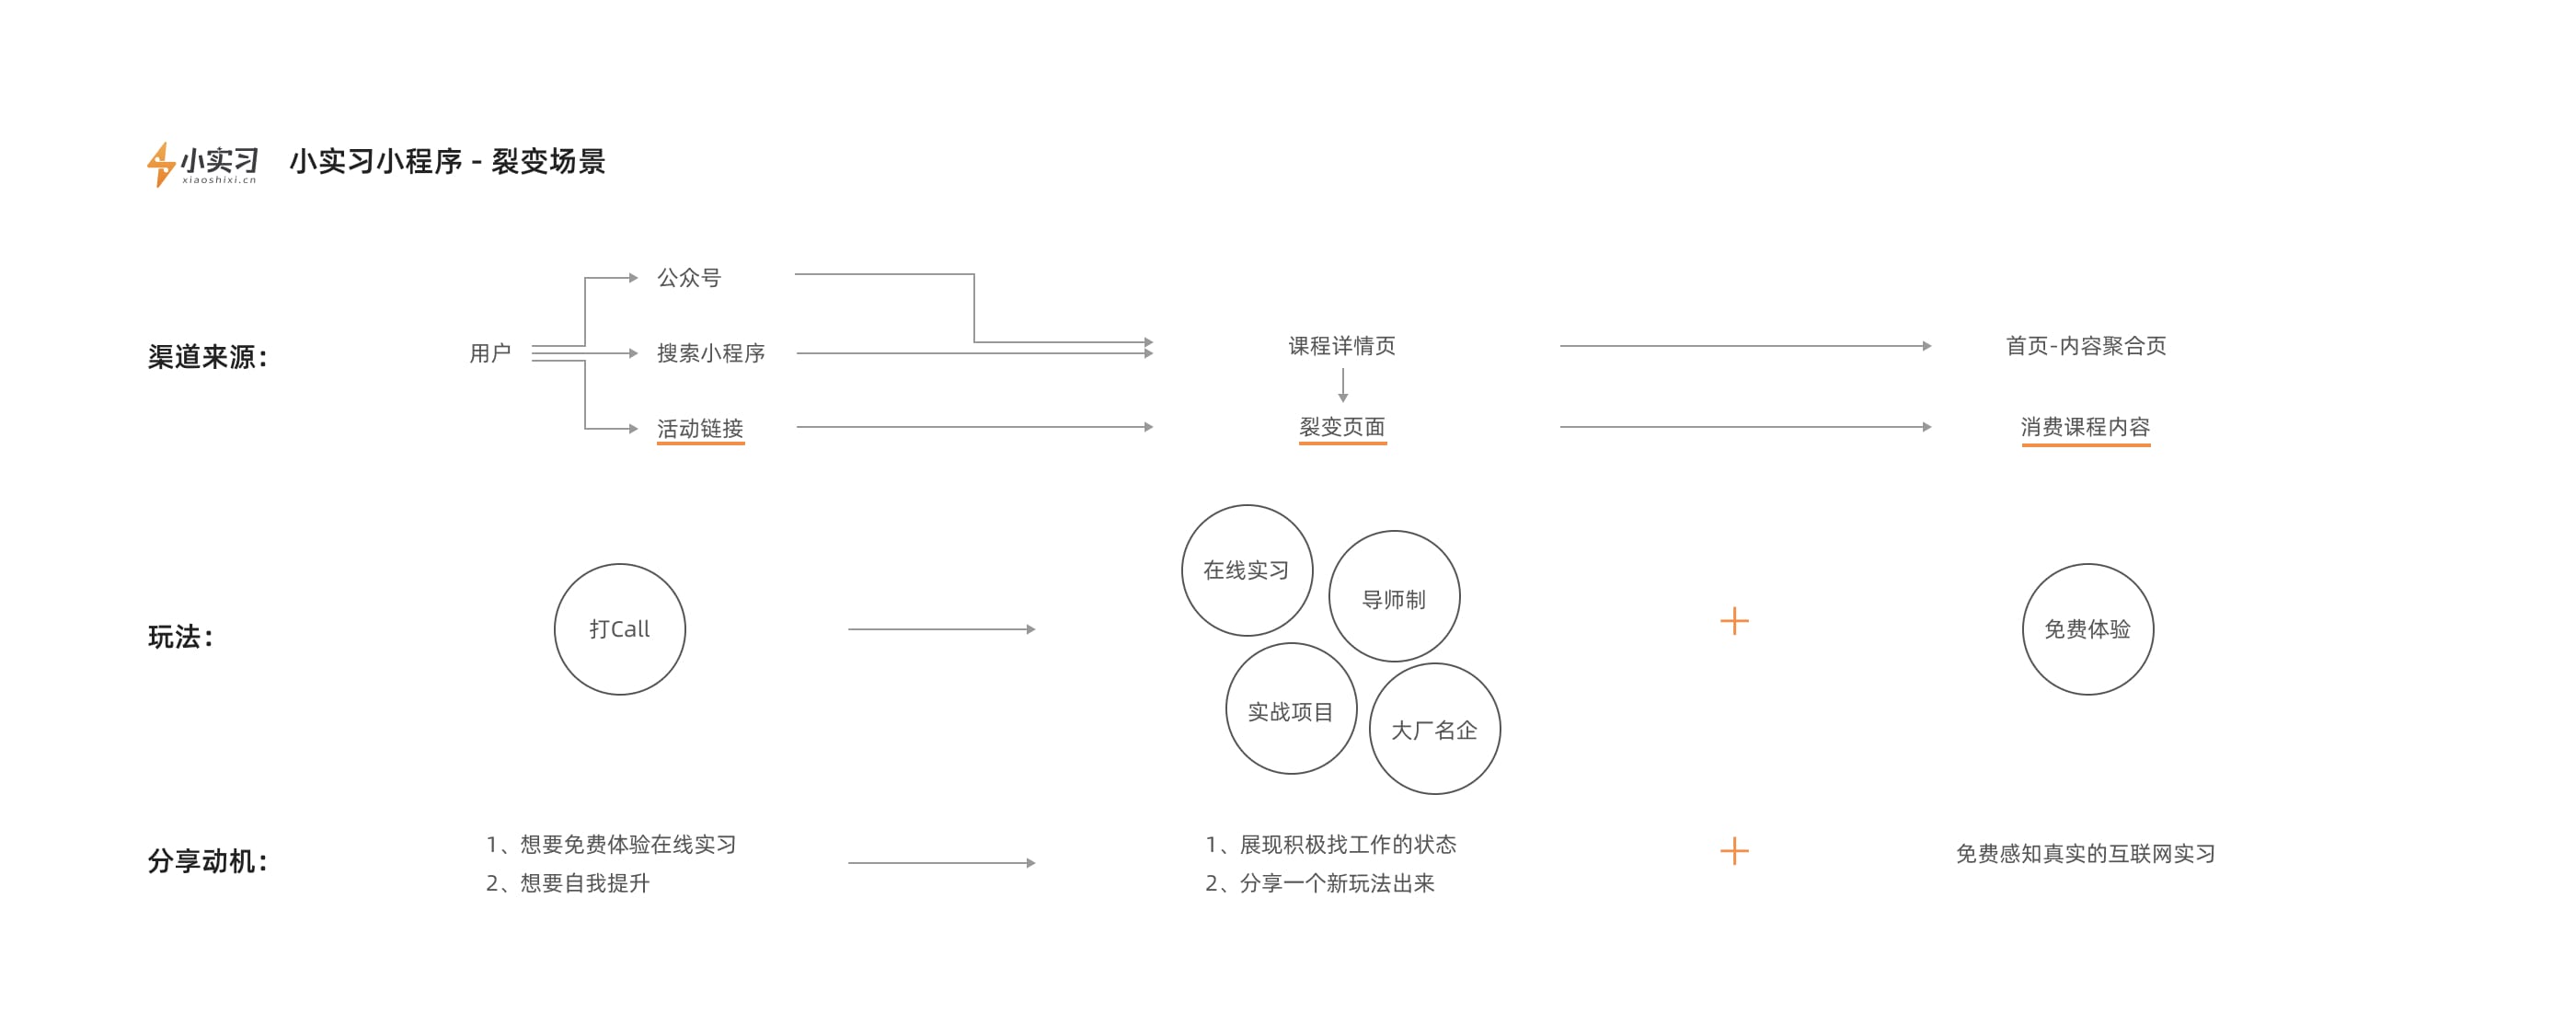 小实习
xiaoshixi.cn
小实习小程序 - 裂变场景
渠道来源：
用户
公众号
搜索小程序
活动链接
课程详情页
裂变页面
首页-内容聚合页
消费课程内容
玩法：
打Call
在线实习
导师制
实战项目
大厂名企
免费体验
分享动机：
1、想要免费体验在线实习
2、想要自我提升
1、展现积极找工作的状态
2、分享一个新玩法出来
免费感知真实的互联网实习